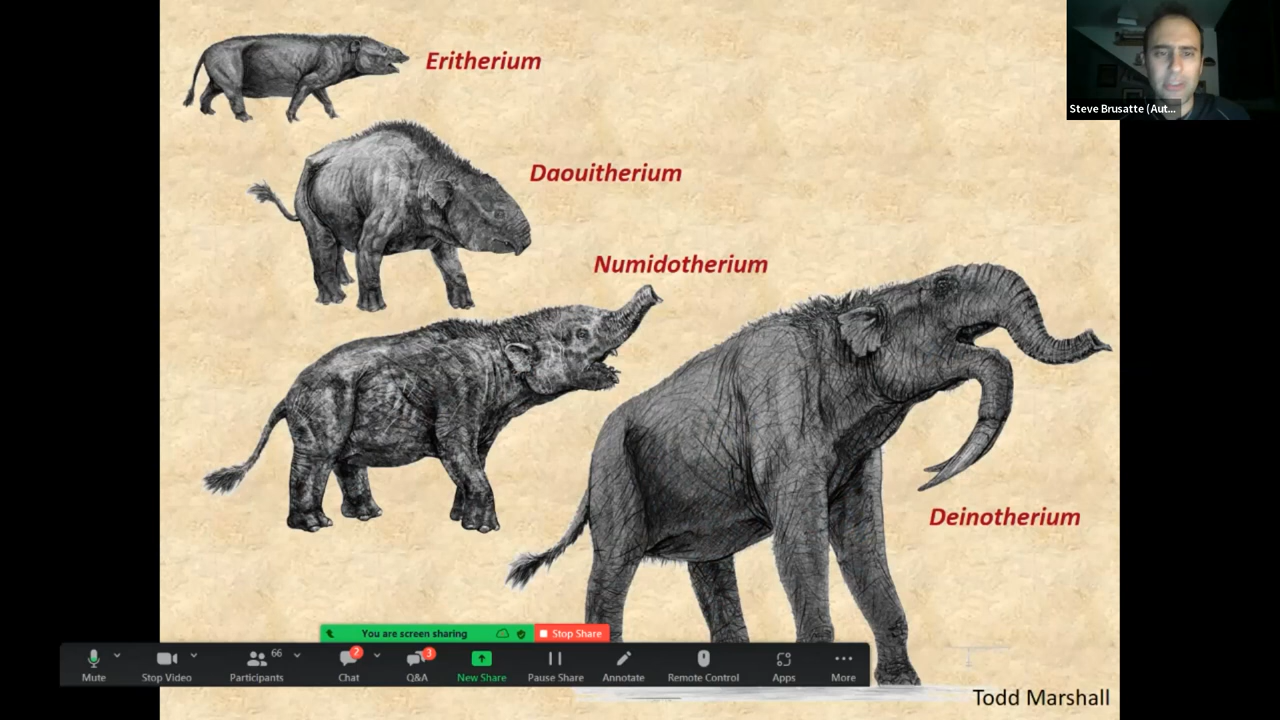 Eritherium
Steve Brusatte (Aut...
Daouitherium
Numidotherium
Deinotherium
You are screen sharing
Stop Share
66
2
3
Mute
Stop Video
Participants
Chat
Q&A
New Share
Pause Share
Annotate
Remote Control
Apps
More
Todd Marshall